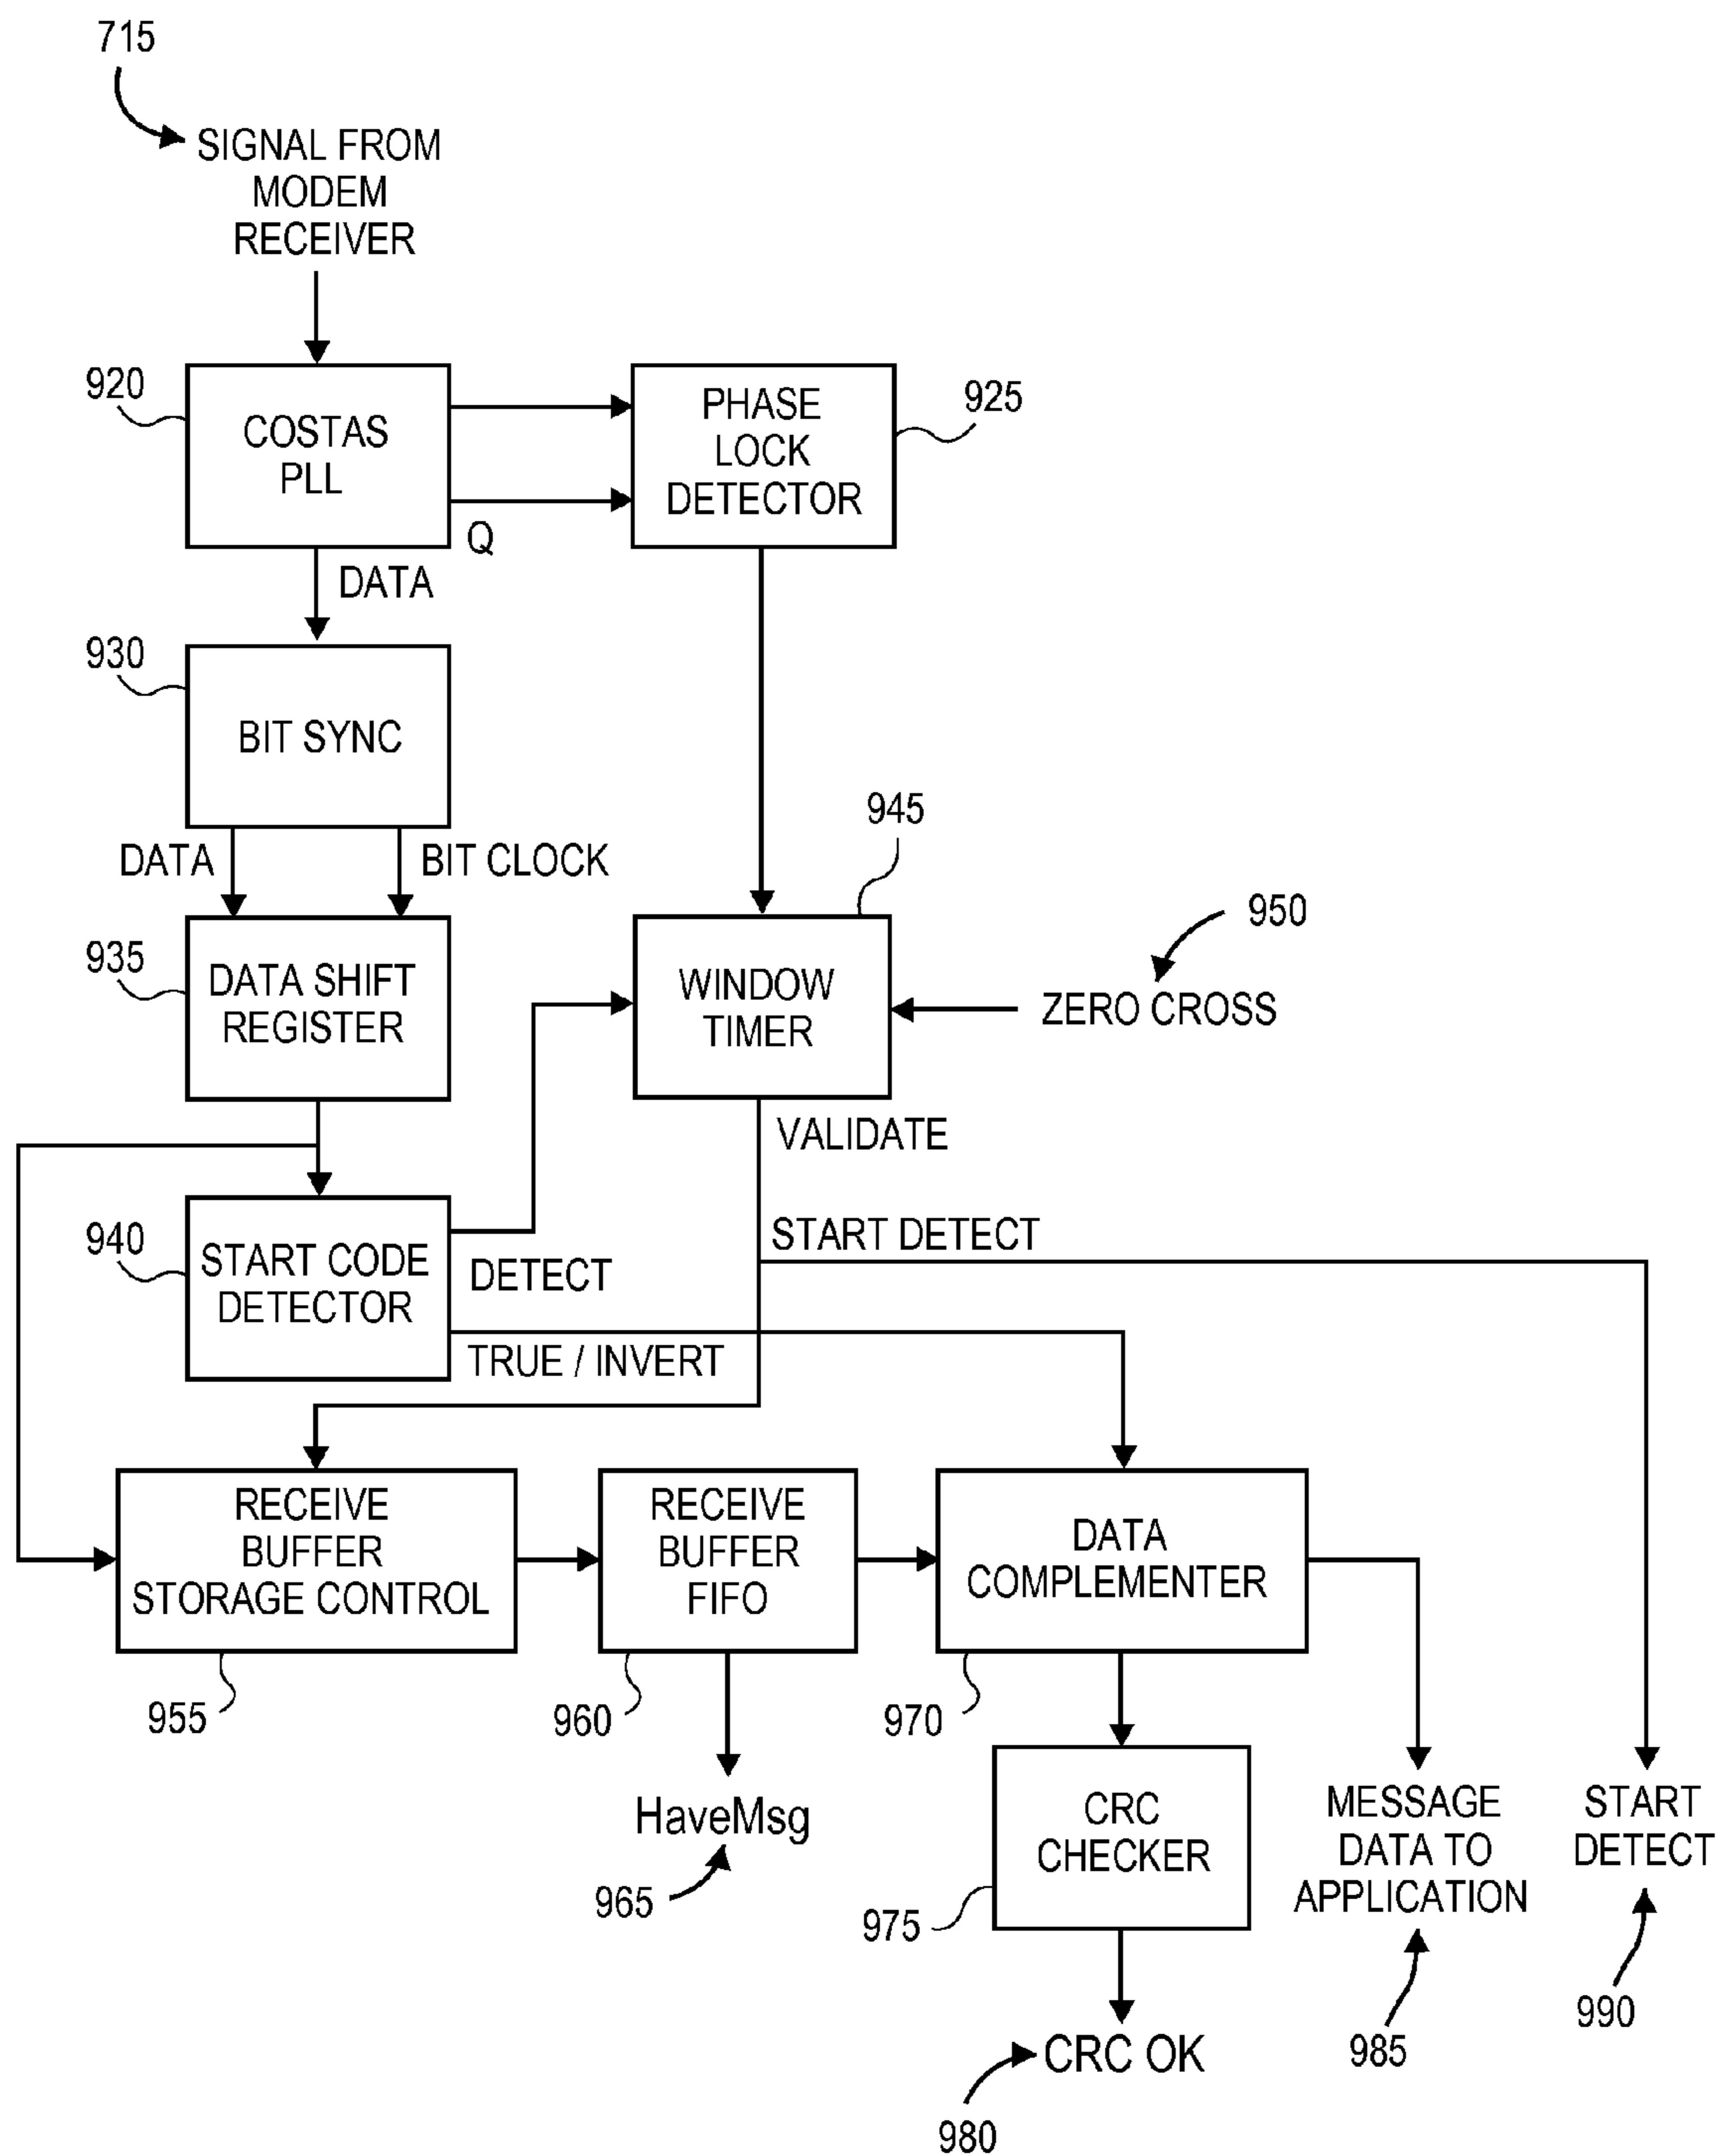 715
SIGNAL FROM
MODEM
RECEIVER
920
COSTAS
PLL
PHASE
LOCK
DETECTOR
925
Q
DATA
930
BIT SYNC
945
DATA
BIT CLOCK
950
935
DATA SHIFT
REGISTER
WINDOW
TIMER
ZERO CROSS
VALIDATE
940
START CODE
DETECTOR
DETECT
START DETECT
TRUE / INVERT
RECEIVE
BUFFER
STORAGE CONTROL
RECEIVE
BUFFER
FIFO
DATA
COMPLEMENTER
955
960
970
HaveMsg
965
CRC
CHECKER
975
MESSAGE
DATA TO
APPLICATION
START
DETECT
990
985
CRC OK
980